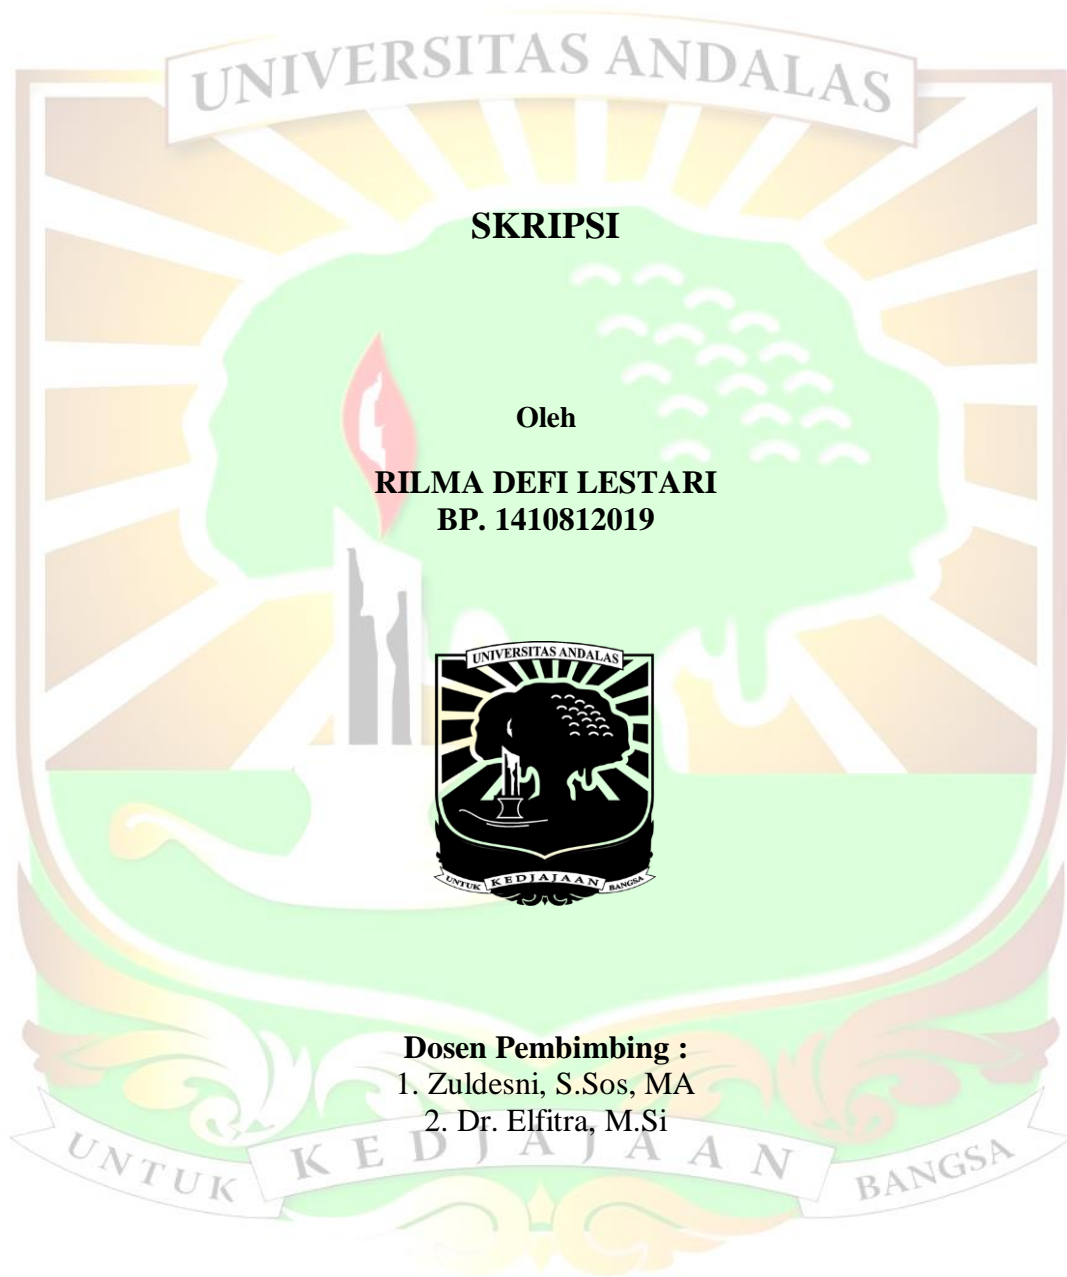 UNIVERSITAS ANDALAS
SKRIPSI
Oleh
RILMA DEFI LESTARI
BP. 1410812019
UNIVERSITAS ANDALAS
UNTUK KEDJAJAAN BANGSA
Dosen Pembimbing :
1. Zuldesni, S.Sos, MA
2. Dr. Elfitra, M.Si
UNTUK KEDJAJAAN BANGSA